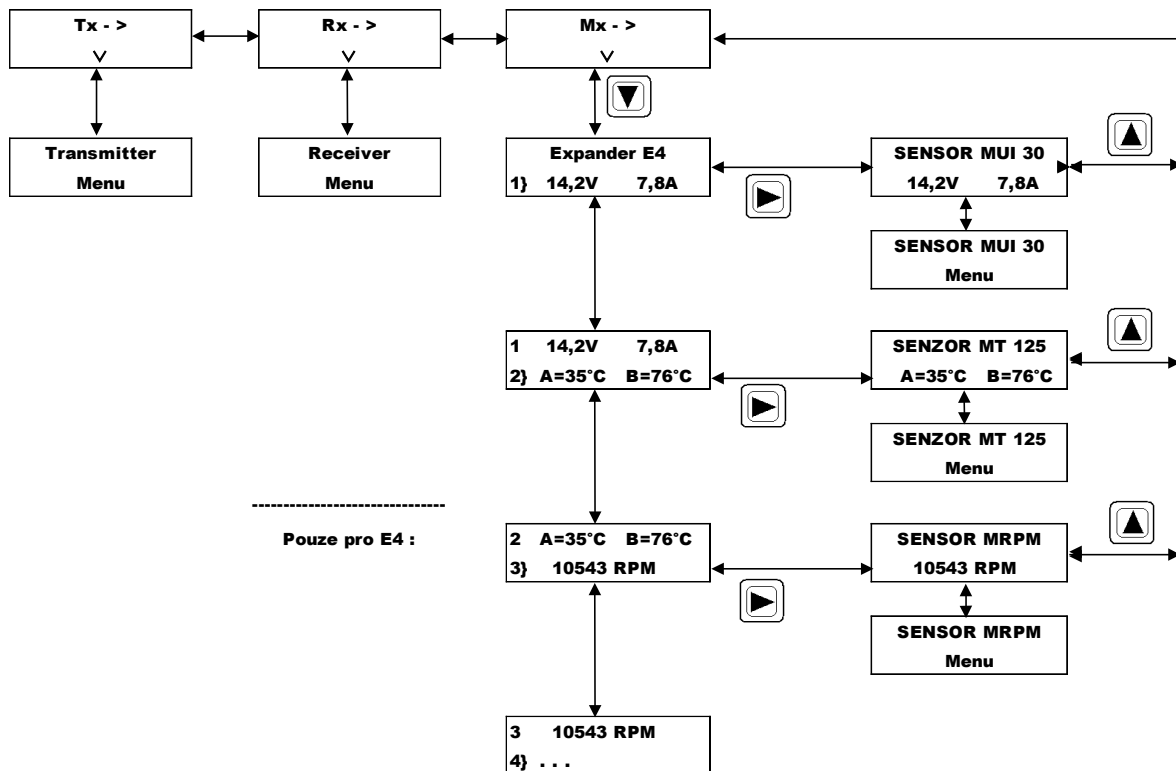 Tx - >
Rx - >
Mx - >
Transmitter
Menu
Receiver
Menu
Expander E4
1} 14,2V 7,8A
SENSOR MUI 30
14,2V 7,8A
SENSOR MUI 30
Menu
1 14,2V 7,8A
2} A=35°C B=76°C
SENZOR MT 125
A=35°C B=76°C
SENZOR MT 125
Menu
--------------------------------
Pouze pro E4 :
2 A=35°C B=76°C
3} 10543 RPM
SENSOR MRPM
10543 RPM
SENSOR MRPM
Menu
3 10543 RPM
4} . . .